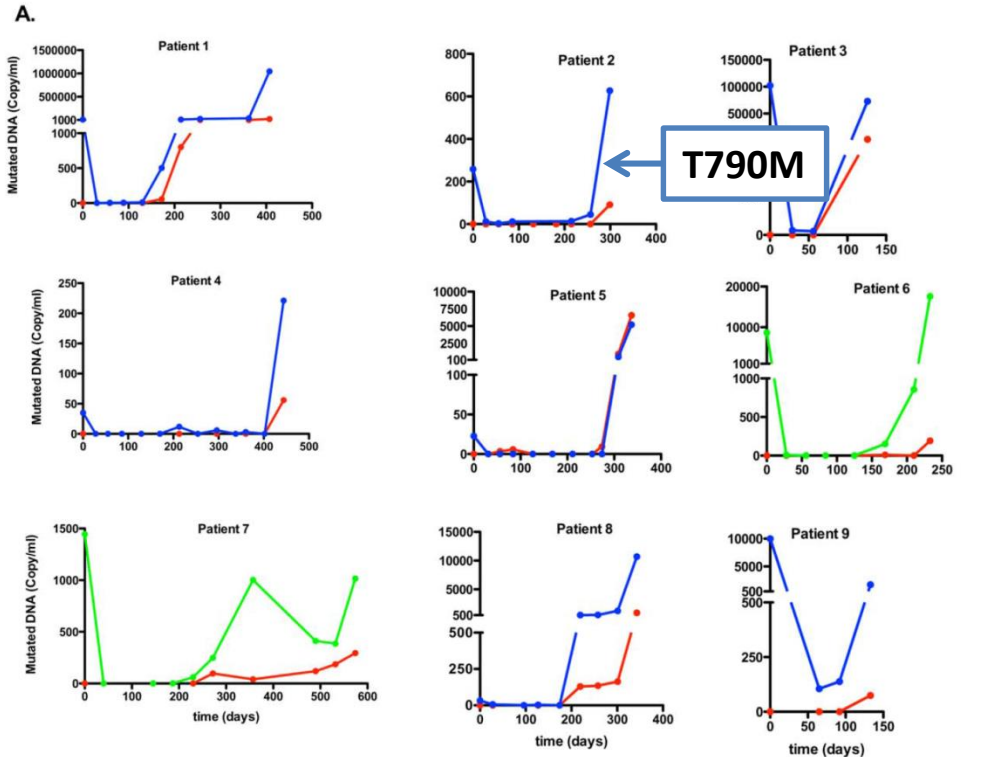 A.
Patient 1
Mutated DNA (Copy/ml)
1500000
1000000
500000
1000
1000
500
0
0 100 200 300 400 500
Patient 2
800
600
400
200
0
0 100 200 300 400
T790M
Patient 3
150000
100000
50000
0
0 50 100 150
Patient 4
Mutated DNA (Copy/ml)
250
200
150
100
50
0
0 100 200 300 400 500
Patient 5
10000
7500
5000
2500
100
100
50
0
0 100 200 300 400
Patient 6
20000
10000
1000
1000
500
0
0 50 100 150 200 250
Patient 7
Mutated DNA (Copy/ml)
1500
1000
500
0
0 100 200 300 400 500 600
time (days)
Patient 8
15000
10000
5000
500
500
250
0
0 100 200 300 400
time (days)
Patient 9
10000
5000
500
500
250
0
0 50 100 150
time (days)